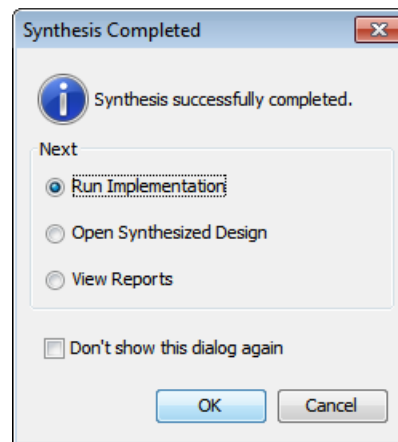 Synthesis Completed
Synthesis successfully completed.
Next
Run Implementation
Open Synthesized Design
View Reports
Don't show this dialog again
OK Cancel